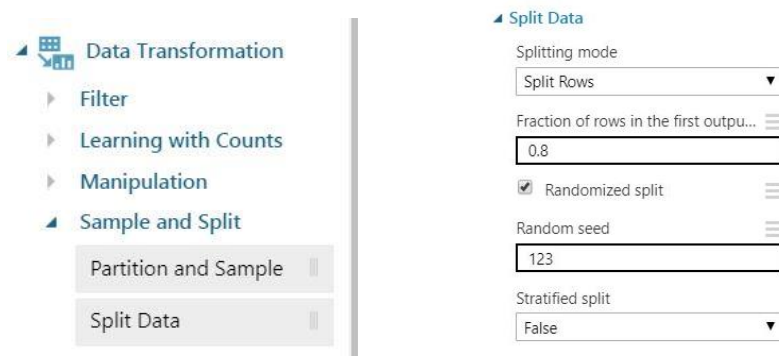 Data Transformation
Filter
Learning with Counts
Manipulation
Sample and Split
Partition and Sample
Split Data
Split Data
Splitting mode
Split Rows
Fraction of rows in the first outpu...
0.8
Randomized split
Random seed
123
Stratified split
False